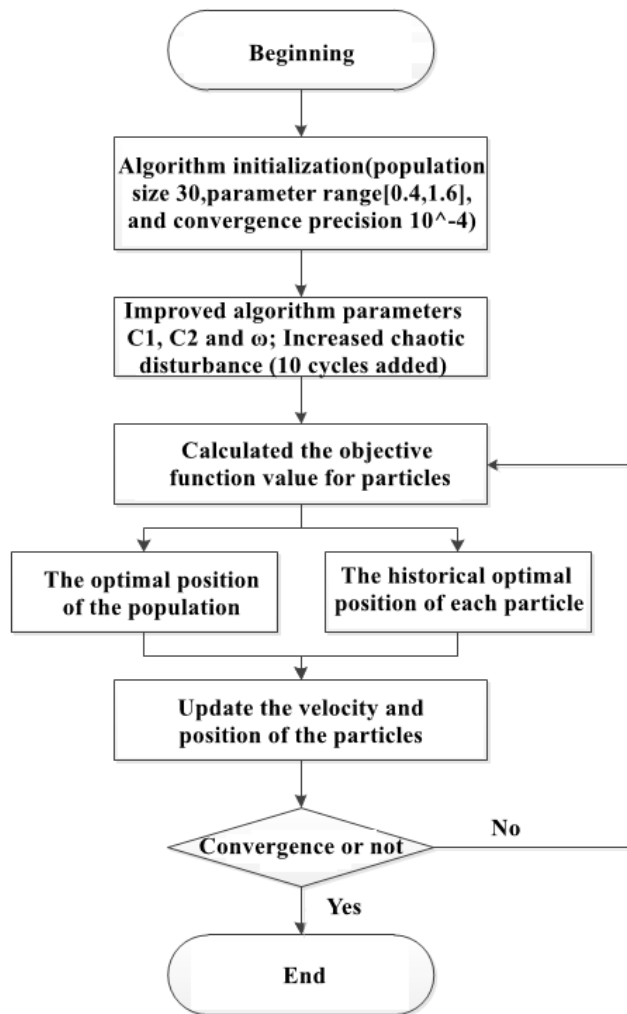 Beginning
Algorithm initialization(population
size 30,parameter range[0.4,1.6],
and convergence precision 10^-4)
Improved algorithm parameters
C1, C2 and ω; Increased chaotic
disturbance (10 cycles added)
Calculated the objective
function value for particles
The optimal position
of the population
The historical optimal
position of each particle
Update the velocity and
position of the particles
Convergence or not
No
Yes
End